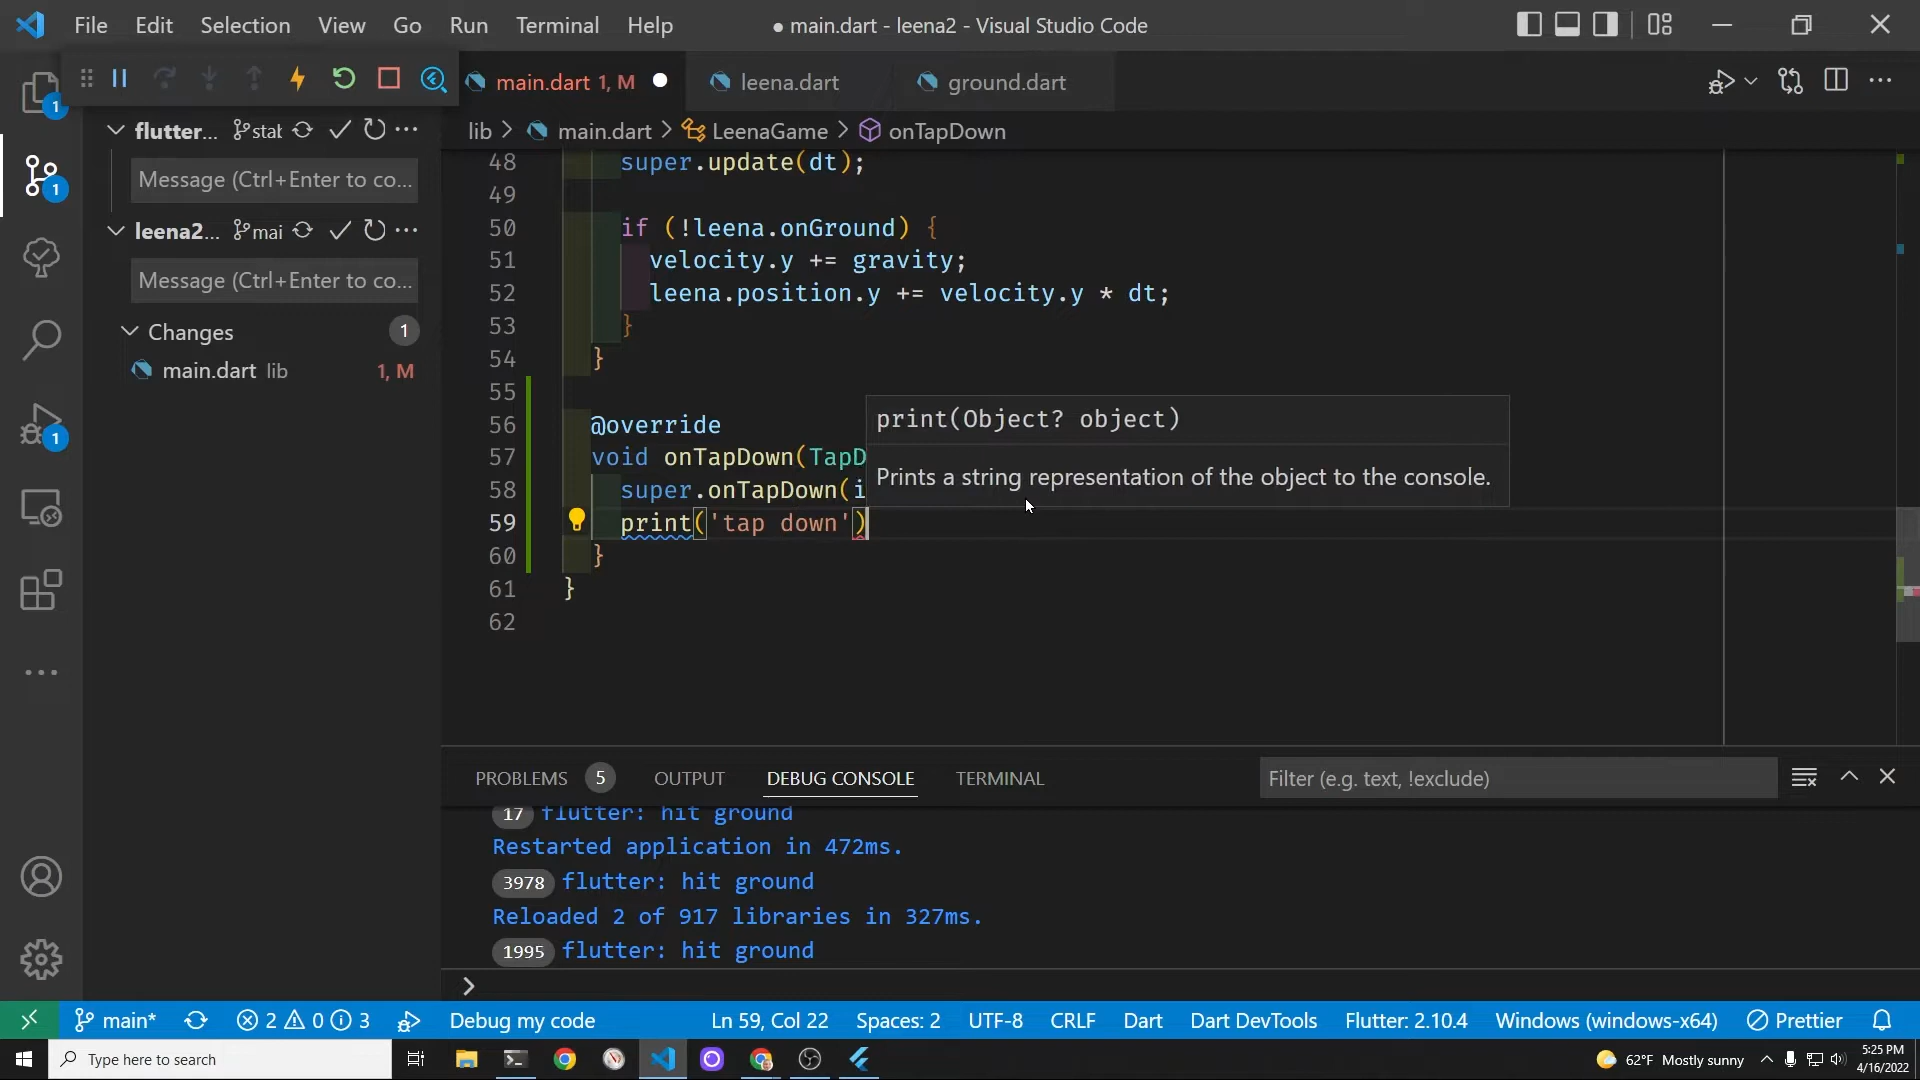 File Edit Selection View Go Run Terminal Help
● main.dart - leena2 - Visual Studio Code
main.dart 1, M
leena.dart
ground.dart
lib > main.dart > LeenaGame > onTapDown
1
flutter... stal
Message (Ctrl+Enter to co...
leena2... mai
Message (Ctrl+Enter to co...
Changes 1
main.dart lib 1, M
1
1
48 super.update(dt);
49
50 if (!leena.onGround) {
51 velocity.y += gravity;
52 leena.position.y += velocity.y * dt;
53 }
54 }
55
56 @override
57 void onTapDown(TapD
58 super.onTapDown(i
59 print('tap down')
60 }
61 }
62
print(Object? object)
Prints a string representation of the object to the console.
PROBLEMS 5 OUTPUT DEBUG CONSOLE TERMINAL
Filter (e.g. text, !exclude)
17 flutter: hit ground
Restarted application in 472ms.
3978 flutter: hit ground
Reloaded 2 of 917 libraries in 327ms.
1995 flutter: hit ground
main* 2 0 3 Debug my code Ln 59, Col 22 Spaces: 2 UTF-8 CRLF Dart Dart DevTools Flutter: 2.10.4 Windows (windows-x64) Prettier
Type here to search
62°F Mostly sunny
5:25 PM
4/16/2022